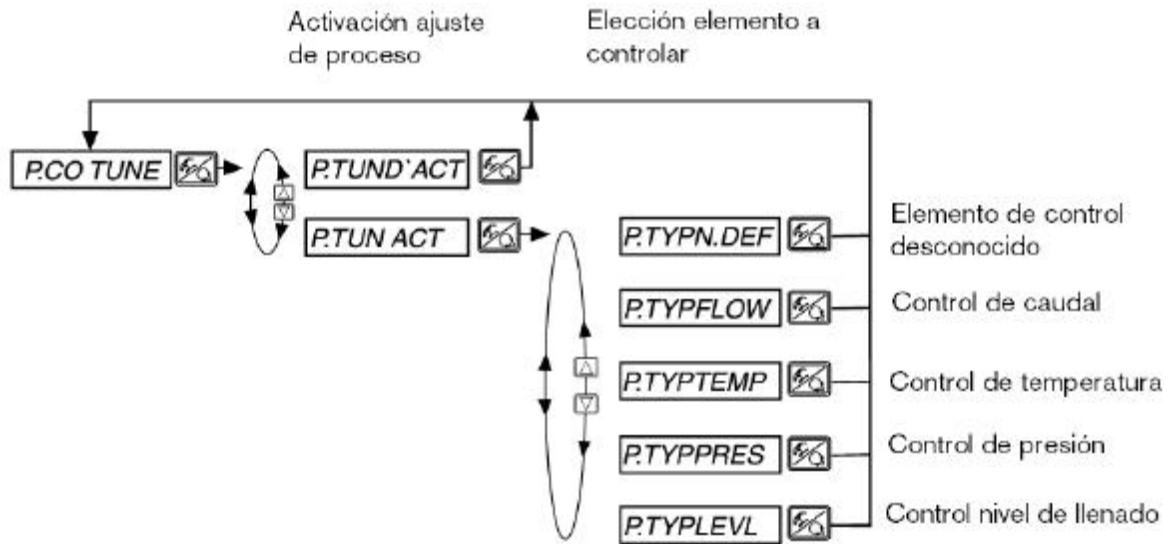 Activación ajuste
de proceso
Elección elemento a
controlar
P.CO TUNE
P.TUND'ACT
P.TUN ACT
P.TYPN.DEF
Elemento de control
desconocido
P.TYPFLOW
Control de caudal
P.TYPTEMP
Control de temperatura
P.TYPPRES
Control de presión
P.TYPLEVL
Control nivel de llenado